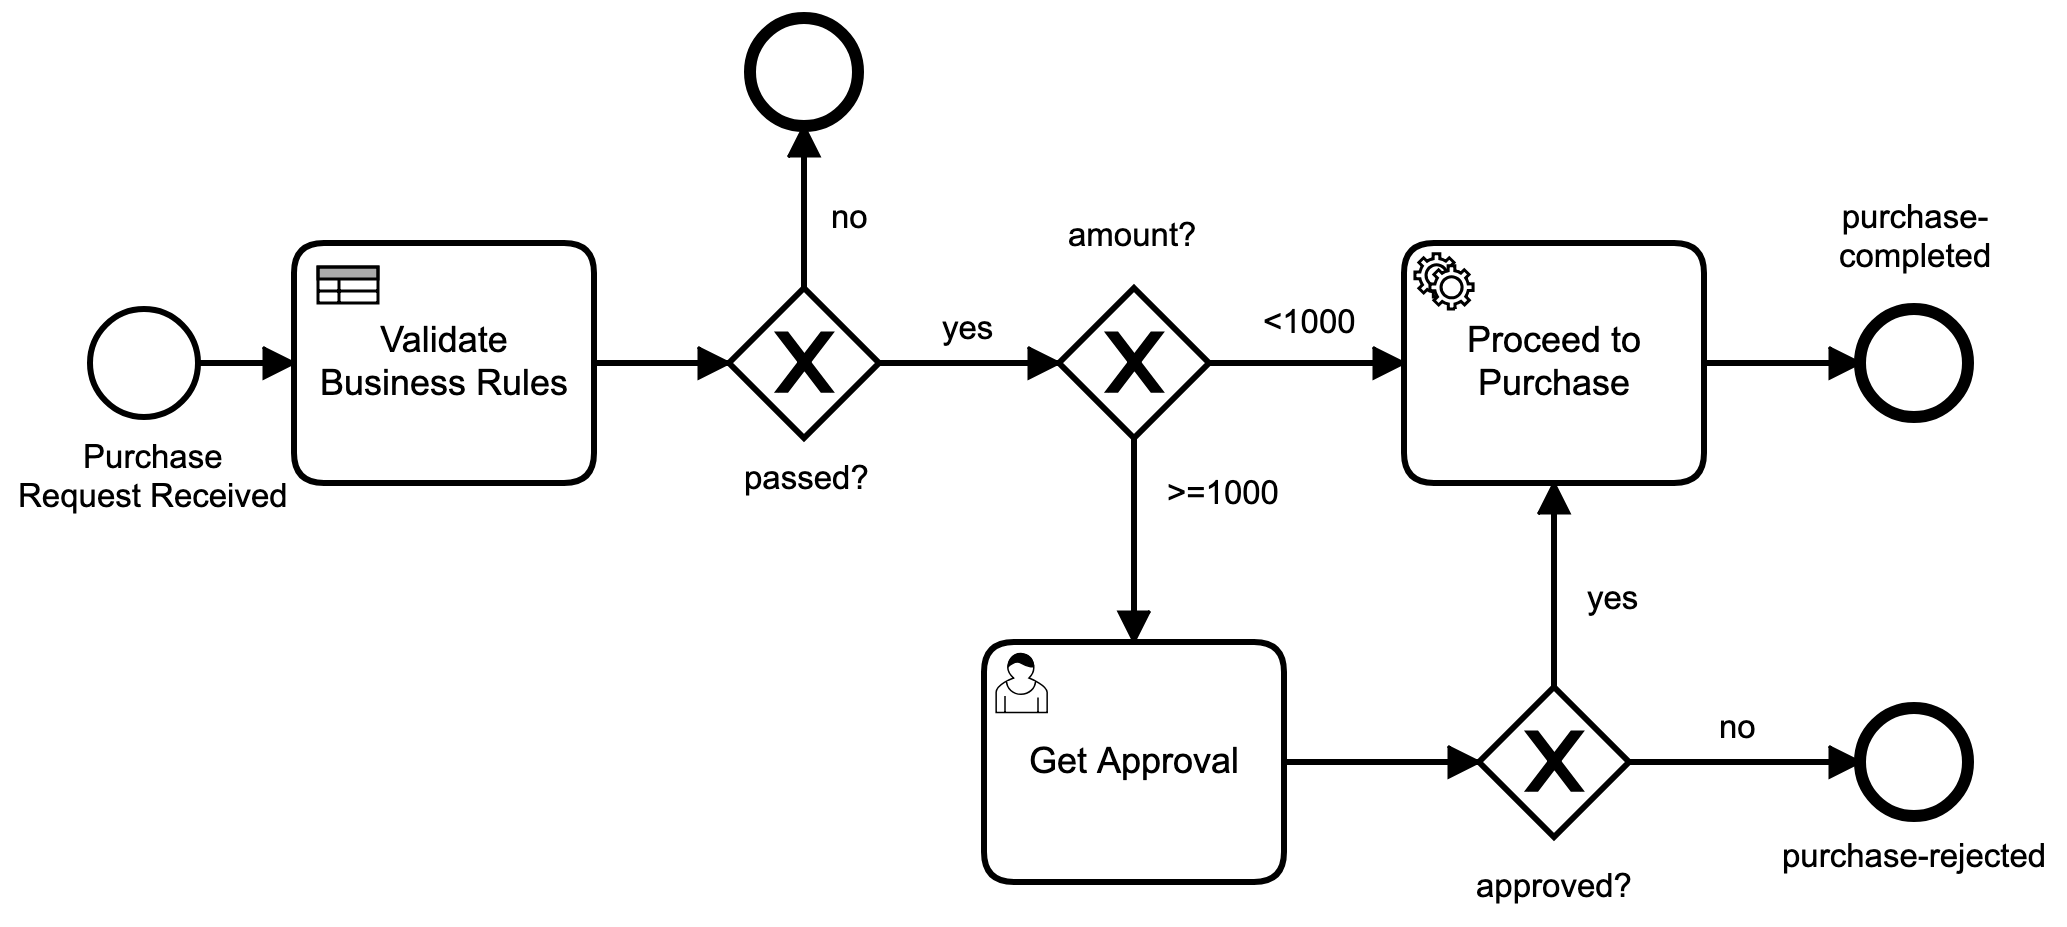 no
purchase-
completed
amount?
<1000
yes
Validate
Business Rules
Proceed to
Purchase
Purchase
Request Received
passed?
>=1000
yes
no
Get Approval
purchase-rejected
approved?